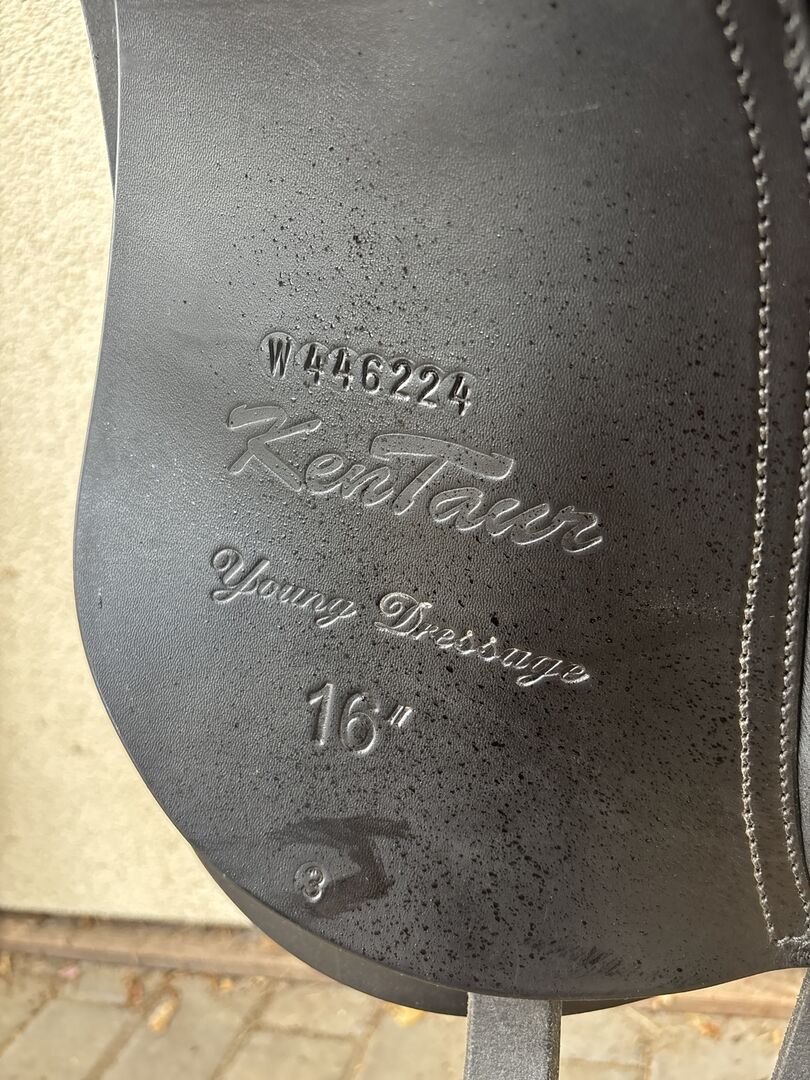 W446224
KenTaur
Young Dressage
16"
3